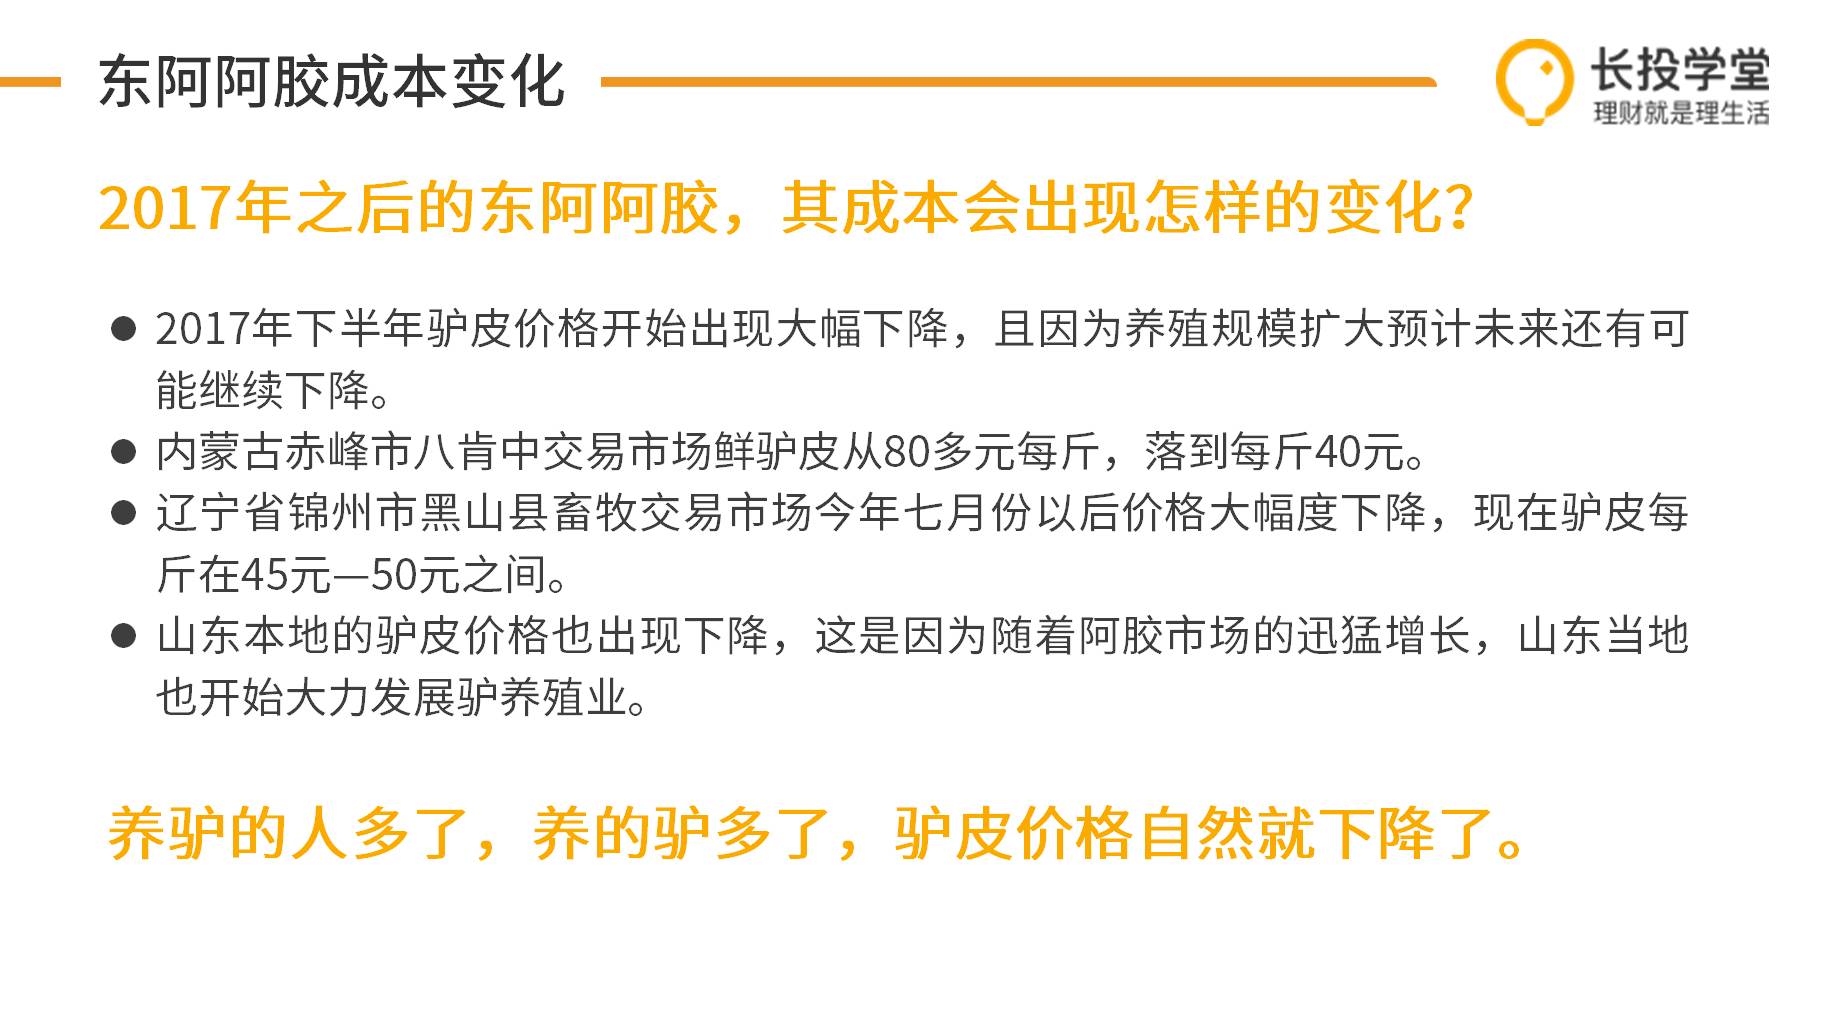 东阿阿胶成本变化
长投学堂
理财就是理生活
2017年之后的东阿阿胶，其成本会出现怎样的变化？
2017年下半年驴皮价格开始出现大幅下降，且因为养殖规模扩大预计未来还有可
能继续下降。
内蒙古赤峰市八肯中交易市场鲜驴皮从80多元每斤，落到每斤40元。
辽宁省锦州市黑山县畜牧交易市场今年七月份以后价格大幅度下降，现在驴皮每
斤在45元—50元之间。
山东本地的驴皮价格也出现下降，这是因为随着阿胶市场的迅猛增长，山东当地
也开始大力发展驴养殖业。
养驴的人多了，养的驴多了，驴皮价格自然就下降了。